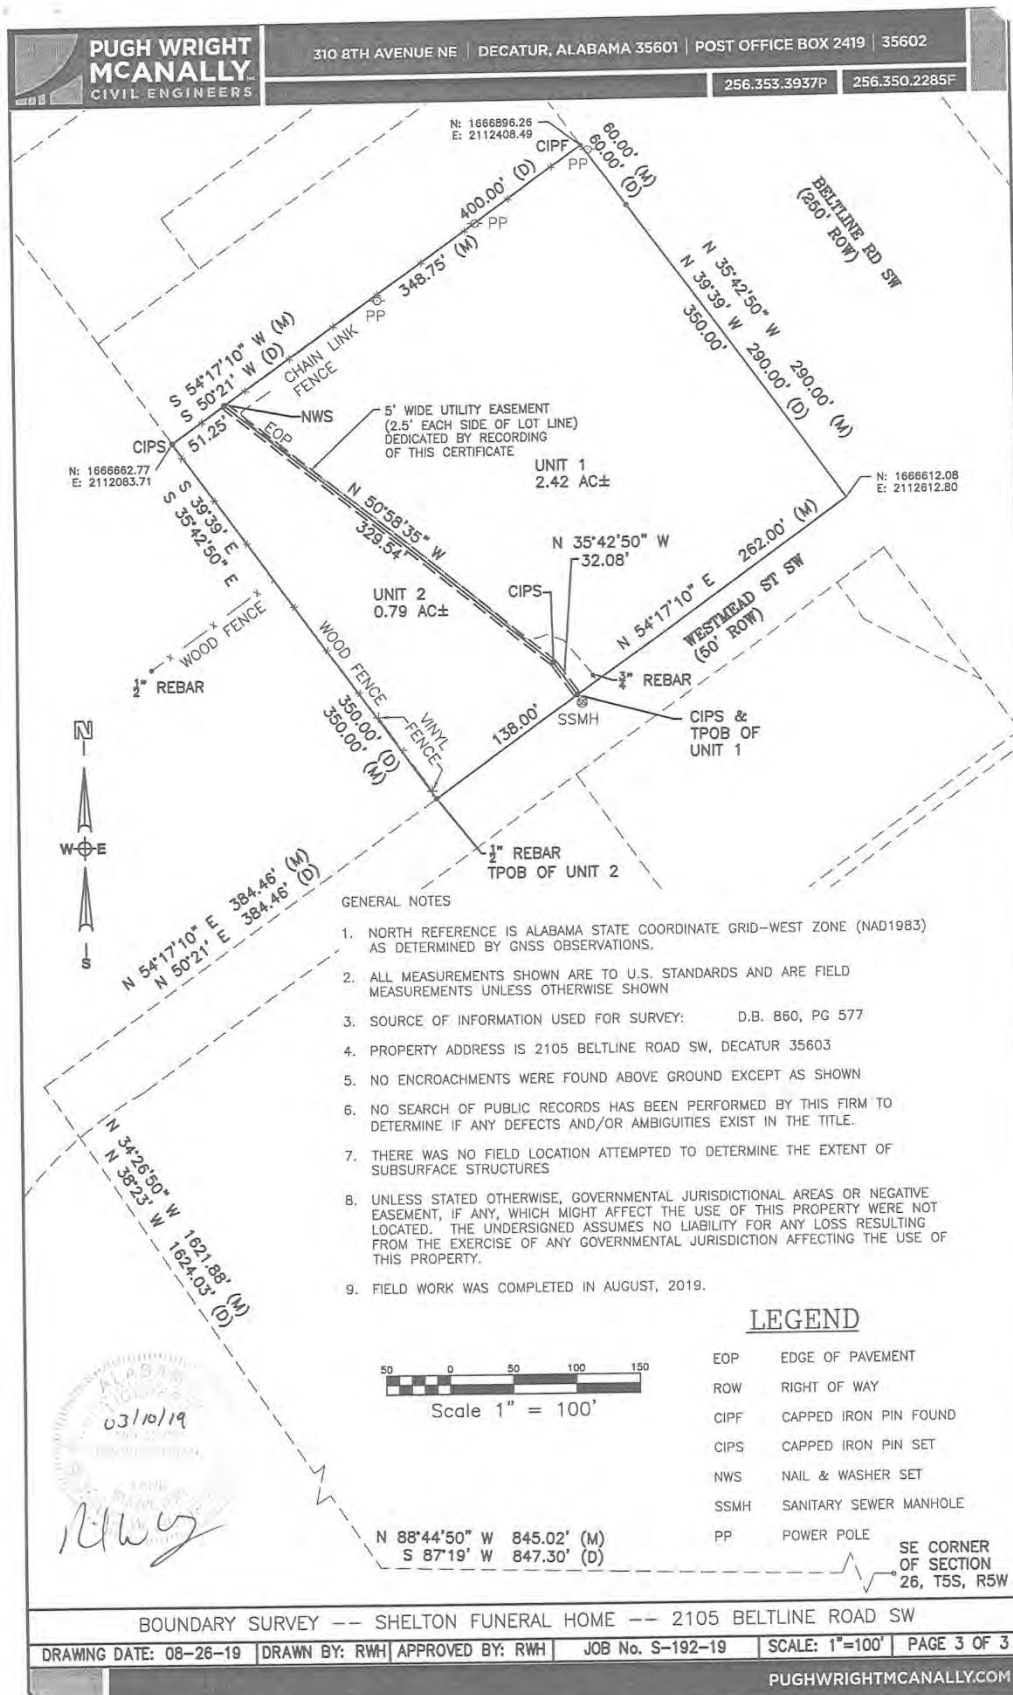 PUGH WRIGHT
MCANALLY
CIVIL ENGINEERS
310 8TH AVENUE NE | DECATUR, ALABAMA 35601 | POST OFFICE BOX 2419 | 35602
256.353.3937P
256.350.2285F
N: 1666896.26
E: 2112408.49
CIPF
PP
60.00' (M)
60.00' (D)
BELTLINE RD SW
(250' ROW)
400.00' (D)
PP
348.75' (M)
PP
N 35°42'50" W 290.00' (M)
N 39°39' W 290.00' (D)
350.00'
S 54°17'10" W (M)
S 50°21' W (D)
CHAIN LINK
FENCE
51.25'
NWS
EOP
CIPS
N: 1666662.77
E: 2112083.71
5' WIDE UTILITY EASEMENT
(2.5' EACH SIDE OF LOT LINE)
DEDICATED BY RECORDING
OF THIS CERTIFICATE
UNIT 1
2.42 AC±
N: 1666612.08
E: 2112612.80
S 39°39' E
S 35°42'50" E
N 50°58'35" W
329.54'
N 35°42'50" W
32.08'
N 54°17'10" E 262.00' (M)
WESTMEAD ST SW
(50' ROW)
CIPS
UNIT 2
0.79 AC±
WOOD FENCE
1/2" REBAR
WOOD FENCE
3/4" REBAR
SSMH
CIPS &
TPOB OF
UNIT 1
138.00'
VINYL
FENCE
350.00' (D)
350.00' (M)
N
W E
S
1/2" REBAR
TPOB OF UNIT 2
N 54°17'10" E 384.46' (M)
N 50°21' E 384.46' (D)
GENERAL NOTES
1. NORTH REFERENCE IS ALABAMA STATE COORDINATE GRID-WEST ZONE (NAD1983)
AS DETERMINED BY GNSS OBSERVATIONS.
2. ALL MEASUREMENTS SHOWN ARE TO U.S. STANDARDS AND ARE FIELD
MEASUREMENTS UNLESS OTHERWISE SHOWN
3. SOURCE OF INFORMATION USED FOR SURVEY: D.B. 860, PG 577
4. PROPERTY ADDRESS IS 2105 BELTLINE ROAD SW, DECATUR 35603
5. NO ENCROACHMENTS WERE FOUND ABOVE GROUND EXCEPT AS SHOWN
6. NO SEARCH OF PUBLIC RECORDS HAS BEEN PERFORMED BY THIS FIRM TO
DETERMINE IF ANY DEFECTS AND/OR AMBIGUITIES EXIST IN THE TITLE.
7. THERE WAS NO FIELD LOCATION ATTEMPTED TO DETERMINE THE EXTENT OF
SUBSURFACE STRUCTURES
8. UNLESS STATED OTHERWISE, GOVERNMENTAL JURISDICTIONAL AREAS OR NEGATIVE
EASEMENT, IF ANY, WHICH MIGHT AFFECT THE USE OF THIS PROPERTY WERE NOT
LOCATED. THE UNDERSIGNED ASSUMES NO LIABILITY FOR ANY LOSS RESULTING
FROM THE EXERCISE OF ANY GOVERNMENTAL JURISDICTION AFFECTING THE USE OF
THIS PROPERTY.
9. FIELD WORK WAS COMPLETED IN AUGUST, 2019.
N 34°26'50" W 1621.88' (M)
N 38°23' W 1624.03' (D)
LEGEND
EOP EDGE OF PAVEMENT
ROW RIGHT OF WAY
CIPF CAPPED IRON PIN FOUND
CIPS CAPPED IRON PIN SET
NWS NAIL & WASHER SET
SSMH SANITARY SEWER MANHOLE
PP POWER POLE
50 0 50 100 150
Scale 1" = 100'
ALABAMA
03/10/19
N 88°44'50" W 845.02' (M)
S 87°19' W 847.30' (D)
SE CORNER
OF SECTION
26, T5S, R5W
BOUNDARY SURVEY -- SHELTON FUNERAL HOME -- 2105 BELTLINE ROAD SW
DRAWING DATE: 08-26-19 DRAWN BY: RWH APPROVED BY: RWH JOB No. S-192-19 SCALE: 1"=100' PAGE 3 OF 3
PUGHWRIGHTMCANALLY.COM